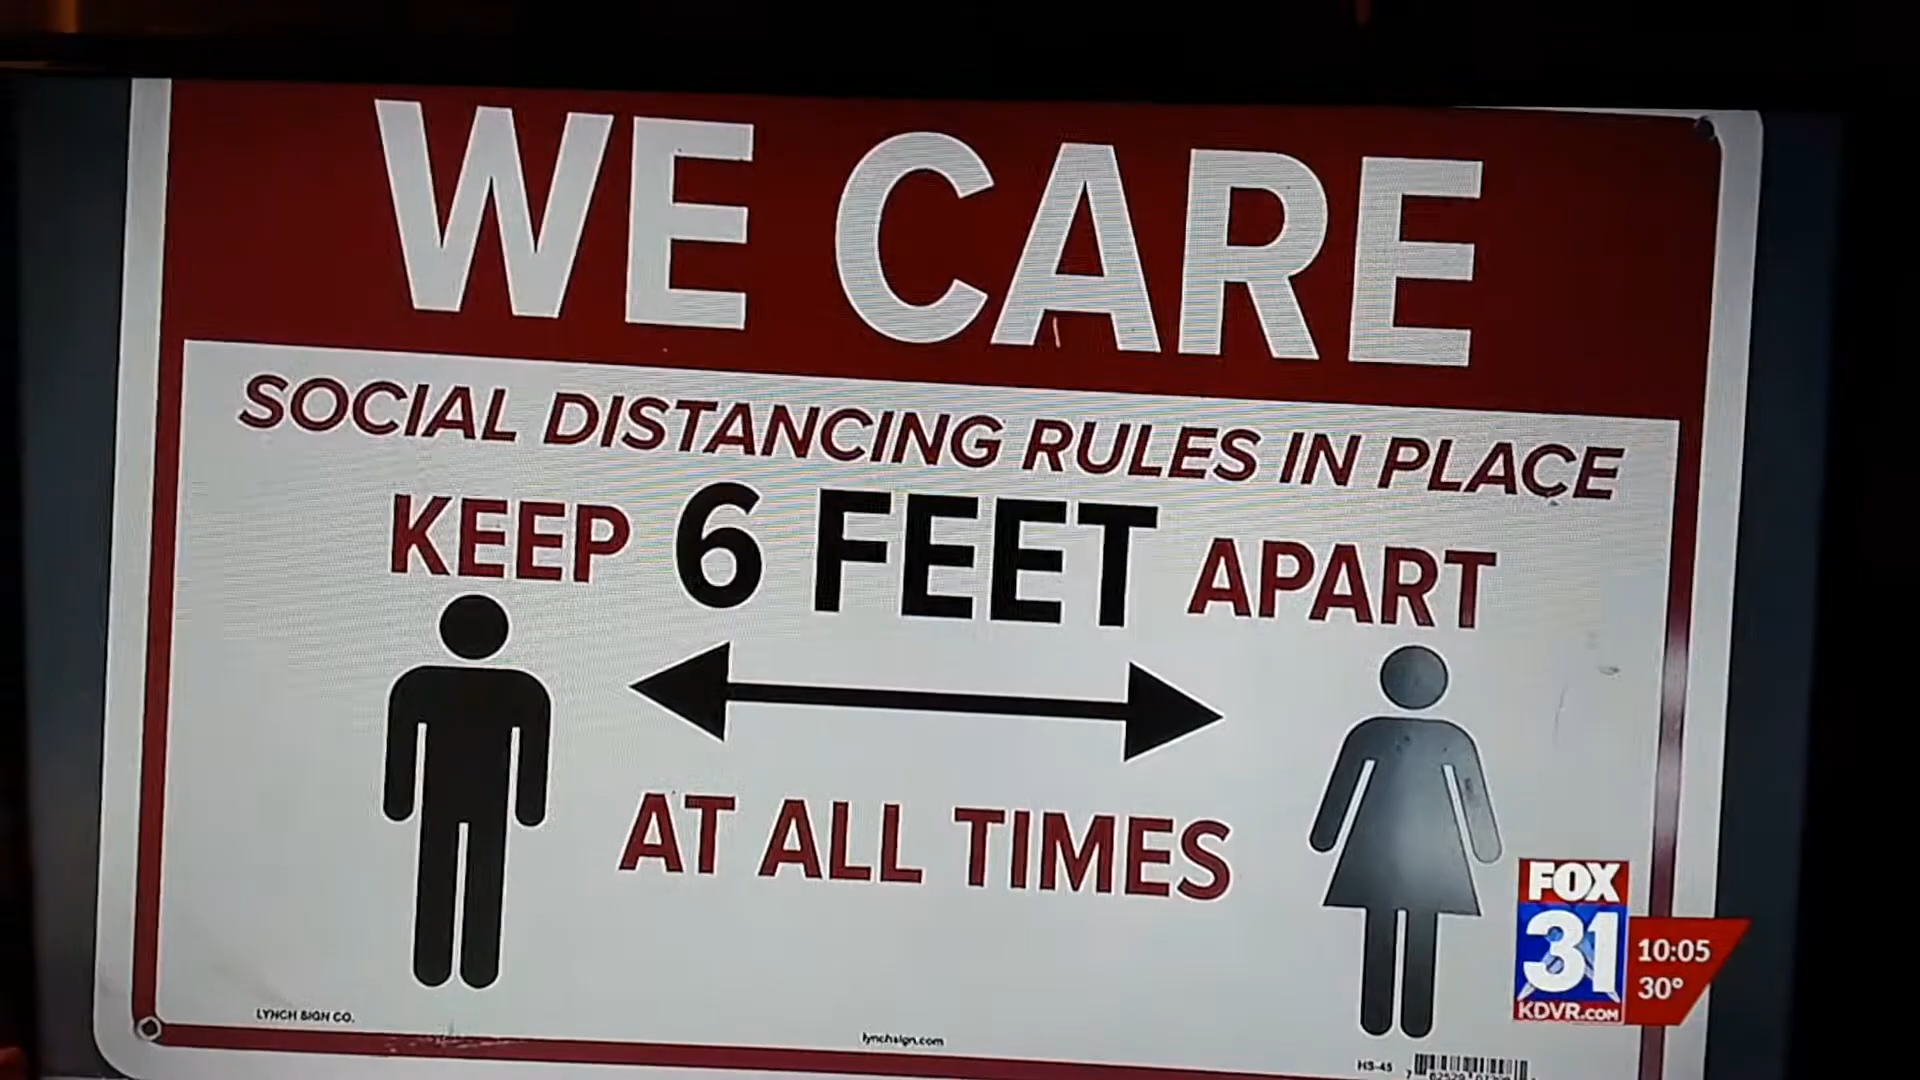 WE CARE
SOCIAL DISTANCING RULES IN PLACE
KEEP 6 FEET APART
AT ALL TIMES
FOX
31
KDVR.COM
10:05
30°
LYNCH SIGN CO.
lynchsign.com
HS-45